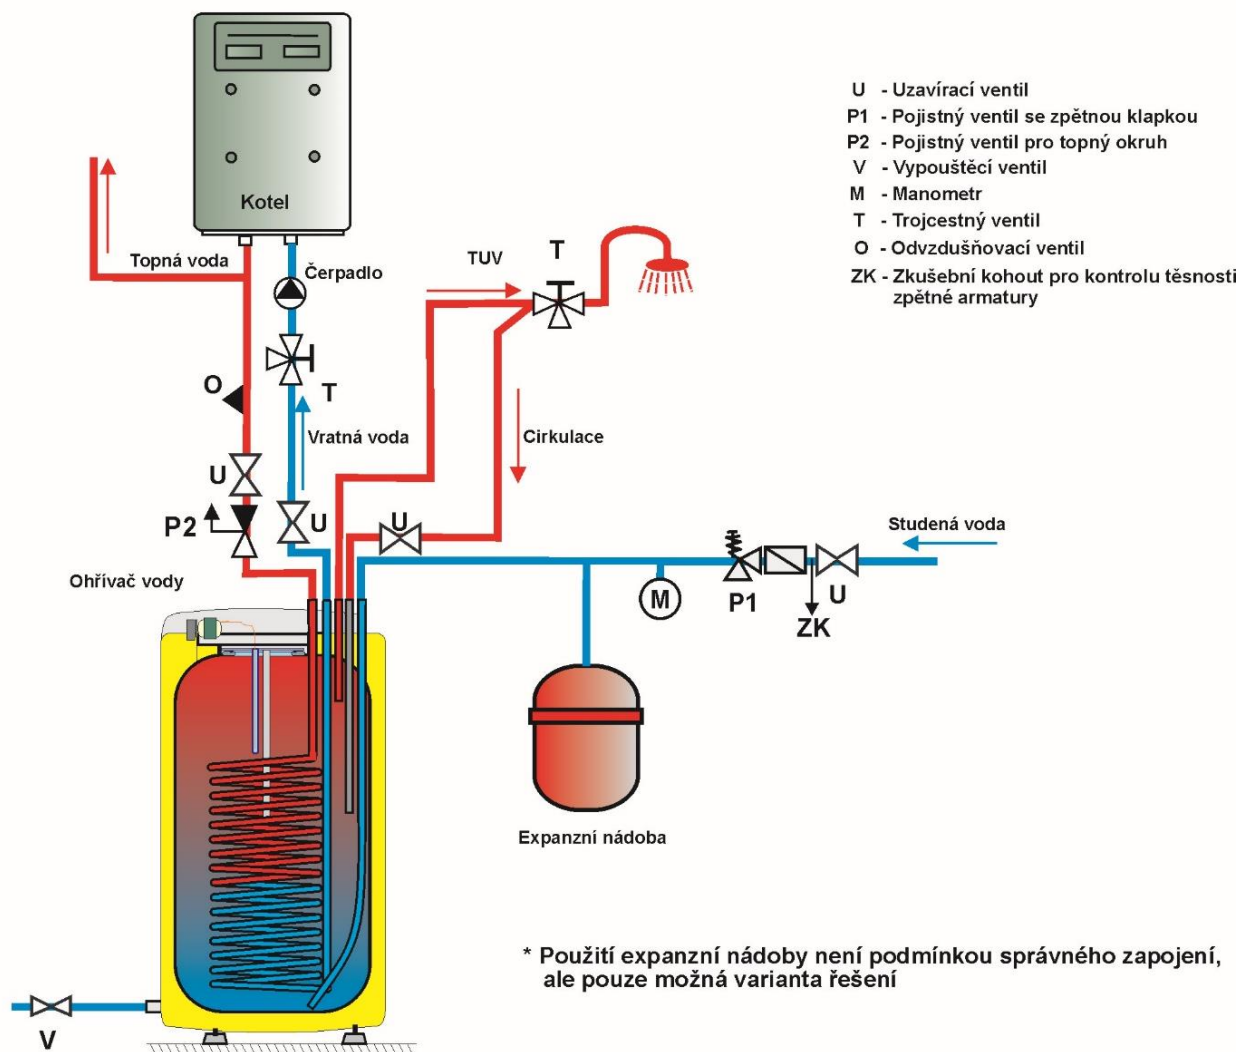 Kotel
U - Uzavírací ventil
P1 - Pojistný ventil se zpětnou klapkou
P2 - Pojistný ventil pro topný okruh
V - Vypouštěcí ventil
M - Manometr
T - Trojcestný ventil
O - Odvzdušňovací ventil
ZK - Zkušební kohout pro kontrolu těsnosti
zpětné armatury
Topná voda
Čerpadlo
TUV
T
O
T
Vratná voda
Cirkulace
U
P2
U
U
Studená voda
Ohřívač vody
M
P1
U
ZK
Expanzní nádoba
* Použití expanzní nádoby není podmínkou správného zapojení,
ale pouze možná varianta řešení
V